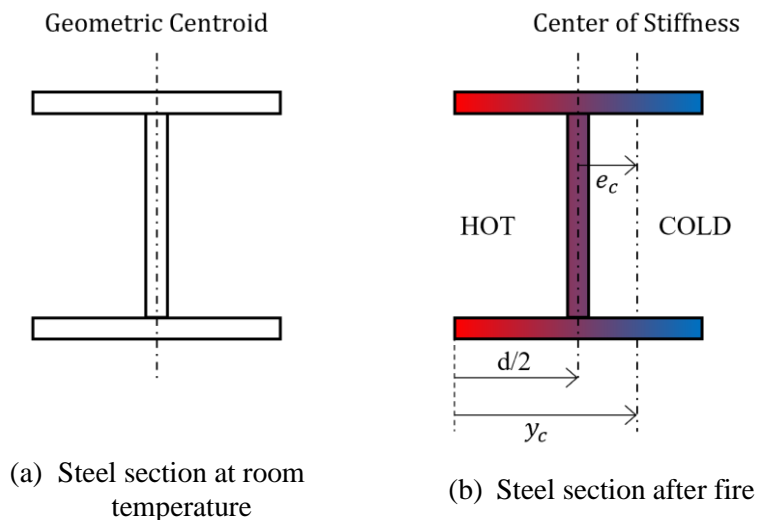 Geometric Centroid
Center of Stiffness
e_c
HOT
COLD
d/2
y_c
(a) Steel section at room
temperature
(b) Steel section after fire